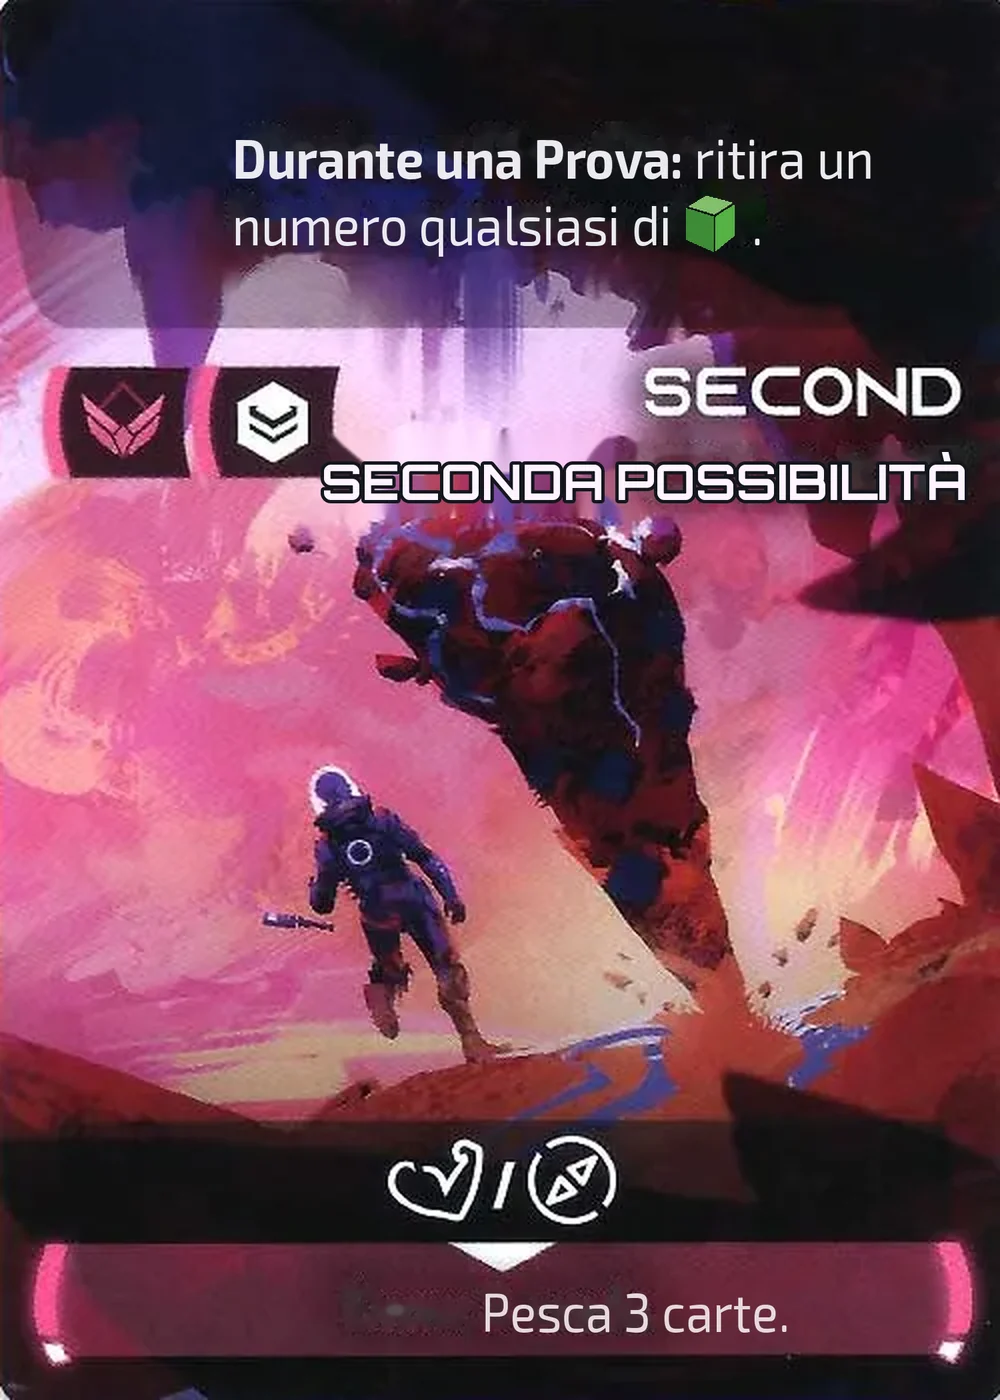 Durante una Prova: ritira un
numero qualsiasi di .
SECOND
SECONDA POSSIBILITÀ
/
Pesca 3 carte.